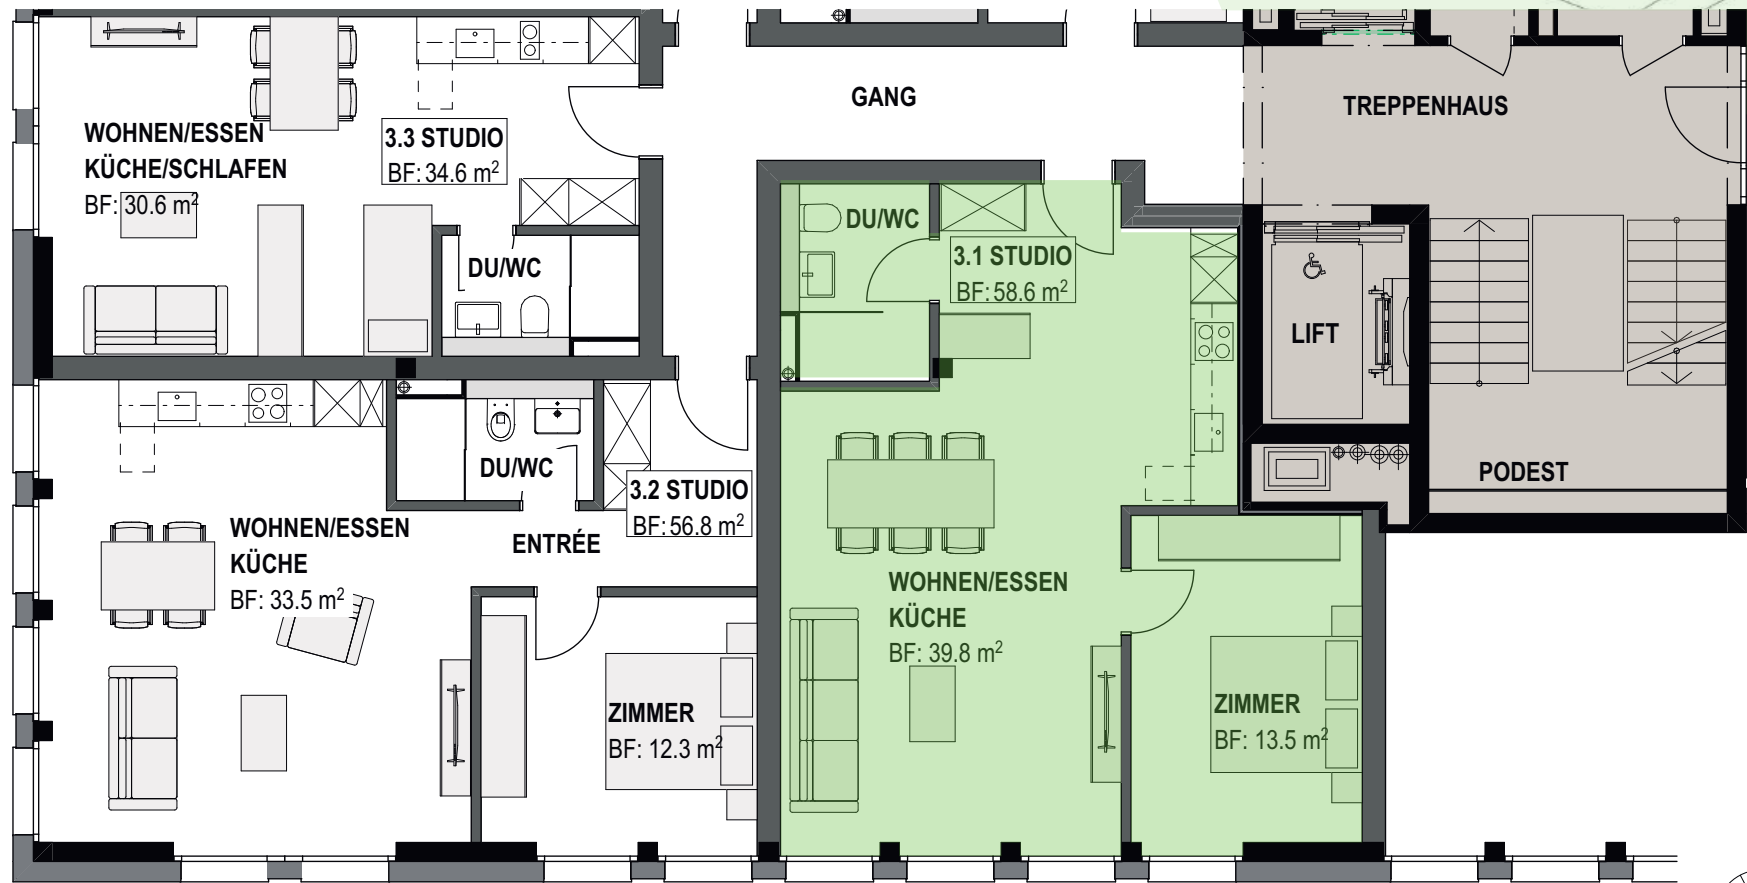 GANG
TREPPENHAUS
WOHNEN/ESSEN
KÜCHE/SCHLAFEN
BF: 30.6 m²
3.3 STUDIO
BF: 34.6 m²
DU/WC
DU/WC
3.1 STUDIO
BF: 58.6 m²
LIFT
PODEST
DU/WC
3.2 STUDIO
BF: 56.8 m²
WOHNEN/ESSEN
KÜCHE
BF: 33.5 m²
ENTRÉE
WOHNEN/ESSEN
KÜCHE
BF: 39.8 m²
ZIMMER
BF: 12.3 m²
ZIMMER
BF: 13.5 m²